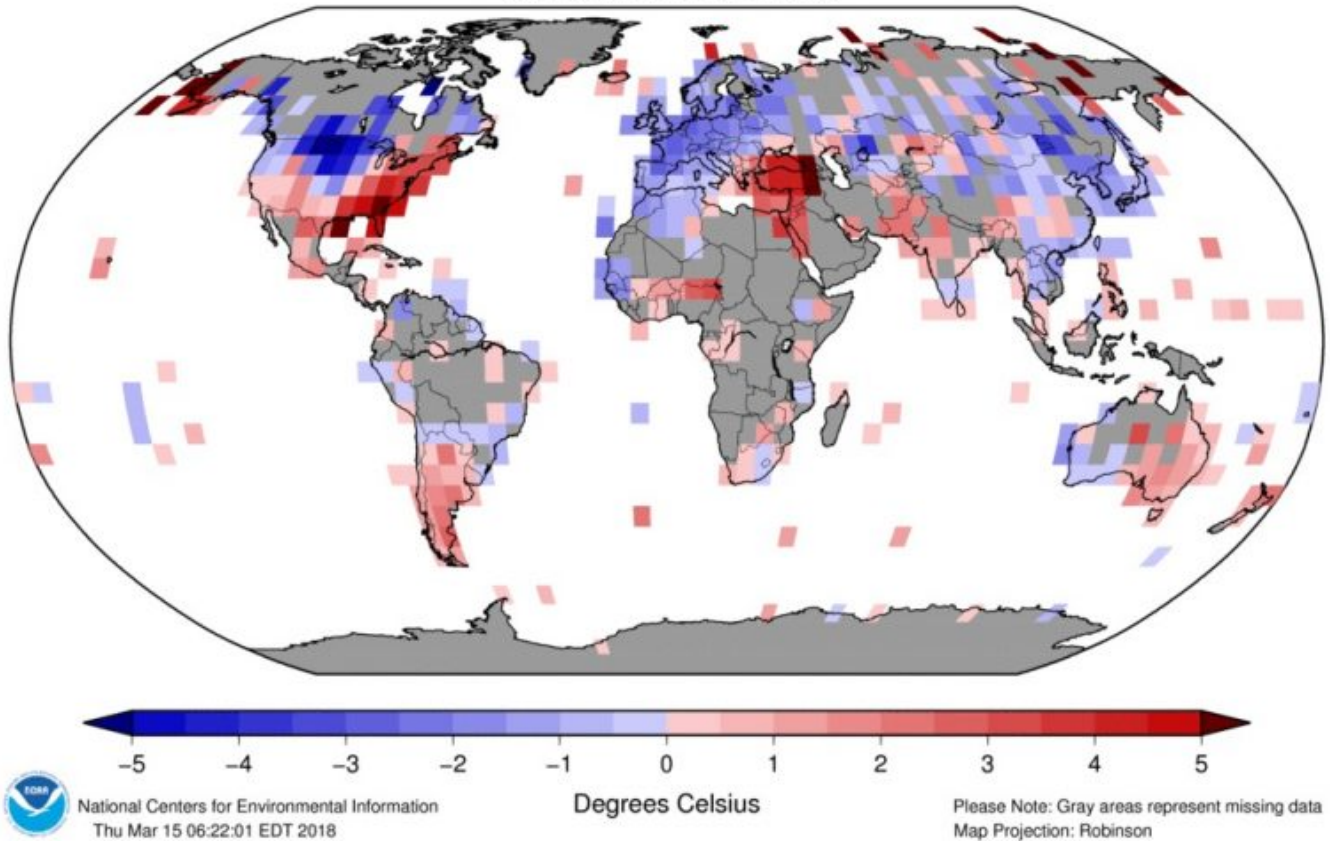 −5 −4 −3 −2 −1 0 1 2 3 4 5
Degrees Celsius
NOAA
National Centers for Environmental Information
Thu Mar 15 06:22:01 EDT 2018
Please Note: Gray areas represent missing data
Map Projection: Robinson